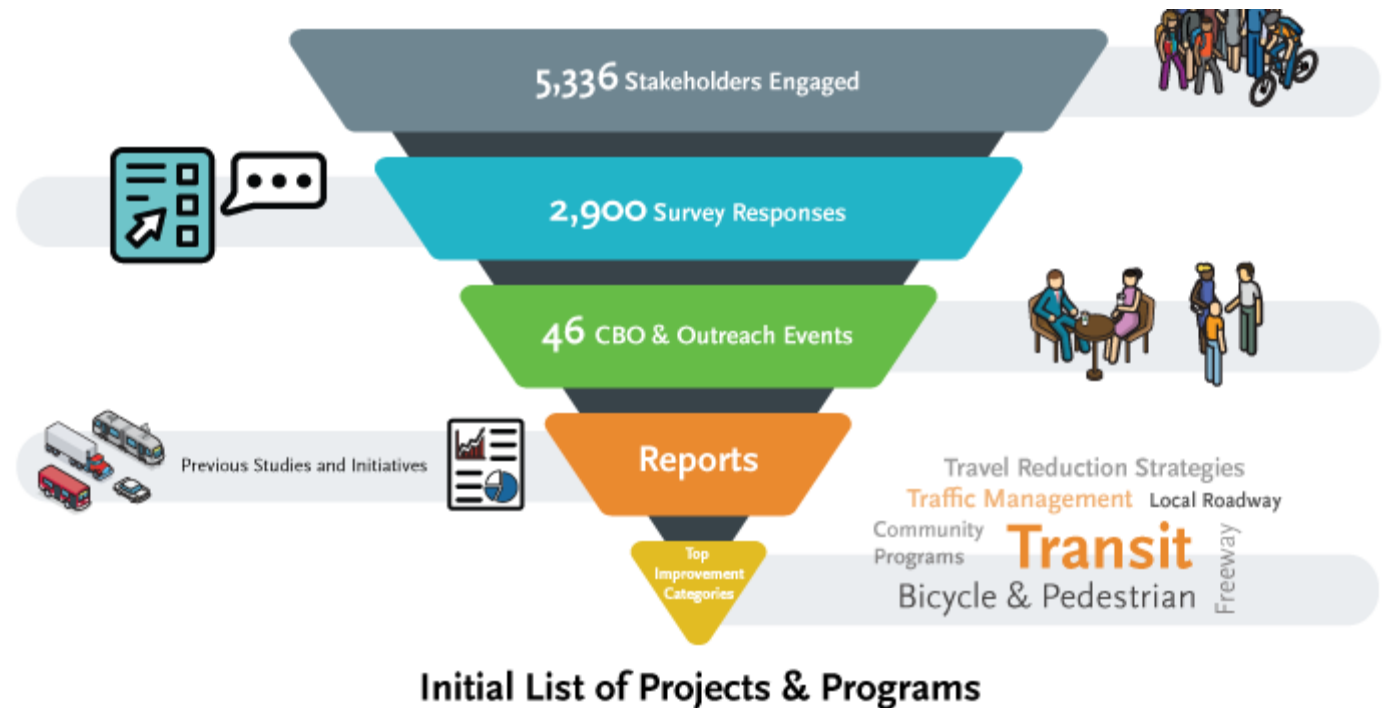 5,336 Stakeholders Engaged
2,900 Survey Responses
46 CBO & Outreach Events
Previous Studies and Initiatives
Reports
Travel Reduction Strategies
Traffic Management Local Roadway
Community
Programs
Transit
Freeway
Bicycle & Pedestrian
Top
Improvement
Categories
Initial List of Projects & Programs